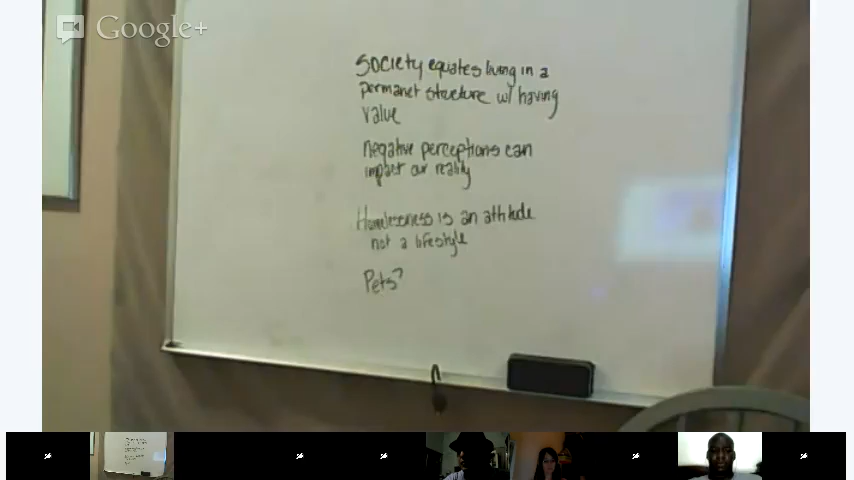 Google+
Society equates living in a
permanet structure w/ having
value
negative perceptions can
impact our reality
Homelessness is an attitude
not a lifestyle
Pets?